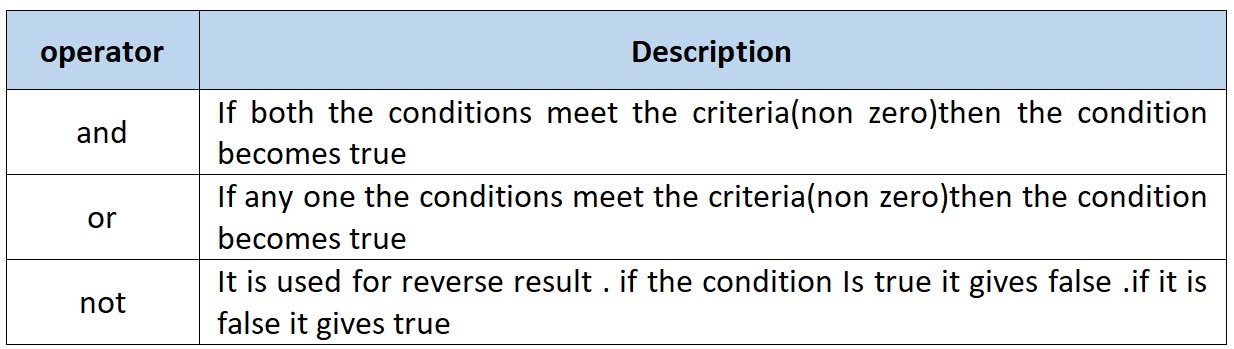 operator Description
and
If both the conditions meet the criteria(non zero)then the condition
becomes true
or
If any one the conditions meet the criteria(non zero)then the condition
becomes true
not
It is used for reverse result . if the condition Is true it gives false .if it is
false it gives true